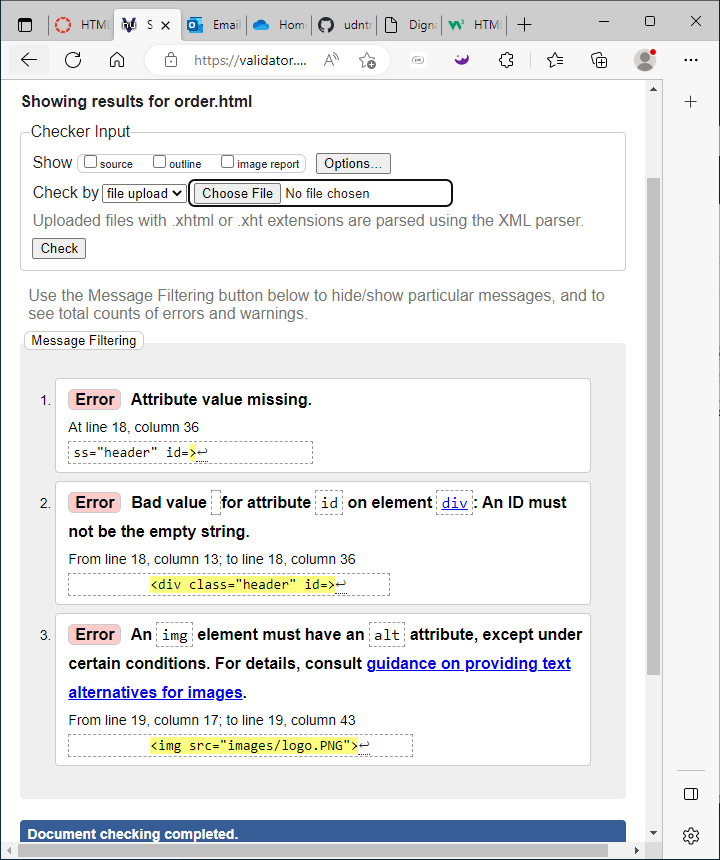 HTML
S
Email
Home
udnt
Digna
HTML
https://validator....
Showing results for order.html
Checker Input
Show source outline image report Options...
Check by file upload Choose File No file chosen
Uploaded files with .xhtml or .xht extensions are parsed using the XML parser.
Check
Use the Message Filtering button below to hide/show particular messages, and to
see total counts of errors and warnings.
Message Filtering
1. Error Attribute value missing.
At line 18, column 36
ss="header" id=>↩
2. Error Bad value for attribute id on element div: An ID must
not be the empty string.
From line 18, column 13; to line 18, column 36
<div class="header" id=>↩
3. Error An img element must have an alt attribute, except under
certain conditions. For details, consult guidance on providing text
alternatives for images.
From line 19, column 17; to line 19, column 43
<img src="images/logo.PNG">↩
Document checking completed.